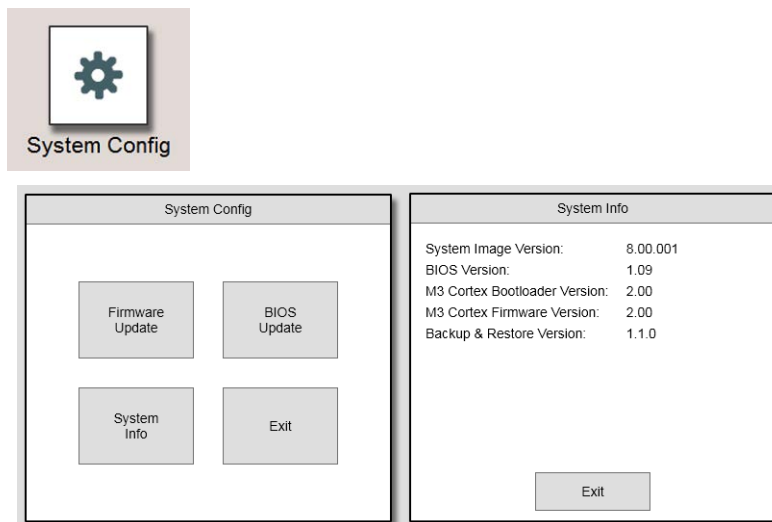 System Config
System Config
Firmware
Update
BIOS
Update
System
Info
Exit
System Info
System Image Version: 8.00.001
BIOS Version: 1.09
M3 Cortex Bootloader Version: 2.00
M3 Cortex Firmware Version: 2.00
Backup & Restore Version: 1.1.0
Exit